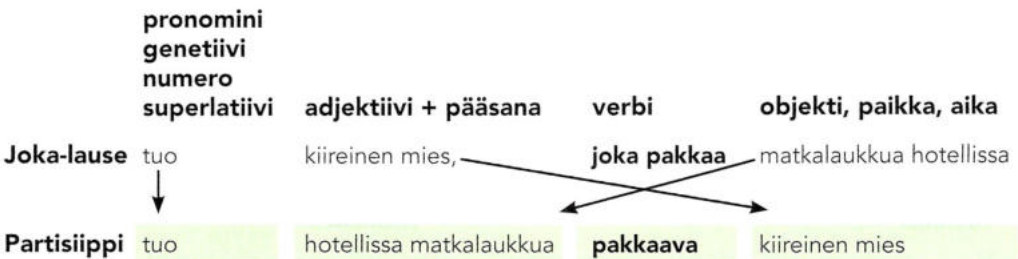 pronomini
genetiivi
numero
superlatiivi adjektiivi + pääsana verbi objekti, paikka, aika
Joka-lause tuo kiireinen mies, joka pakkaa matkalaukkua hotellissa
Partisiippi tuo hotellissa matkalaukkua pakkaava kiireinen mies